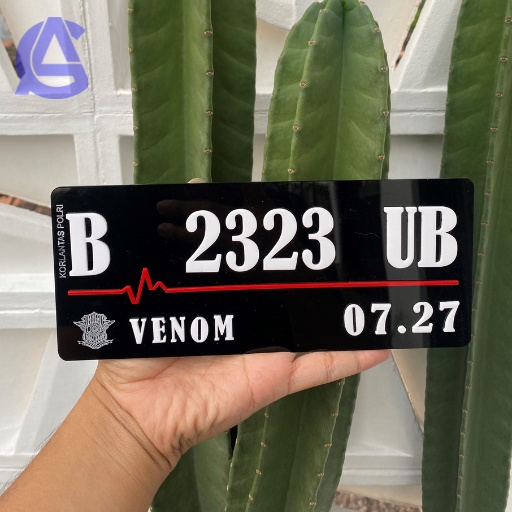 KORLANTAS POLRI
B 2323 UB
VENOM 07.27